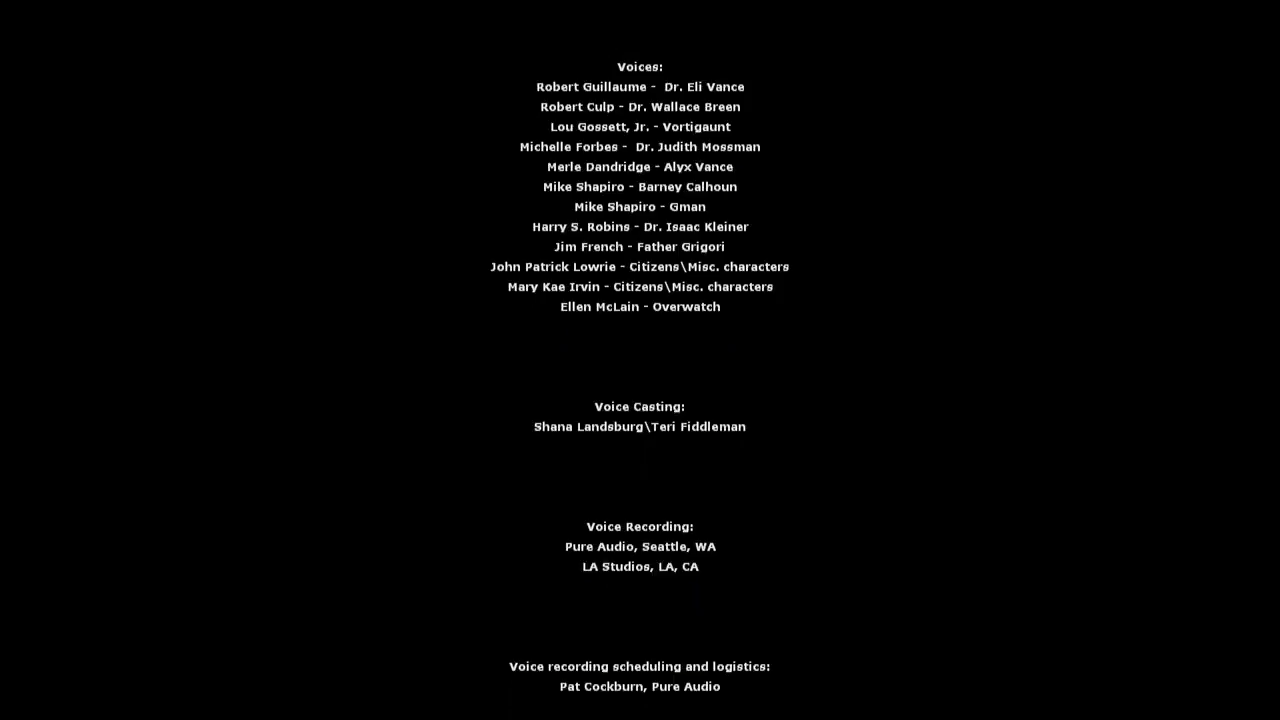 Voices:
Robert Guillaume -  Dr. Eli Vance
Robert Culp - Dr. Wallace Breen
Lou Gossett, Jr. - Vortigaunt
Michelle Forbes -  Dr. Judith Mossman
Merle Dandridge - Alyx Vance
Mike Shapiro - Barney Calhoun
Mike Shapiro - Gman
Harry S. Robins - Dr. Isaac Kleiner
Jim French - Father Grigori
John Patrick Lowrie - Citizens\Misc. characters
Mary Kae Irvin - Citizens\Misc. characters
Ellen McLain - Overwatch
Voice Casting:
Shana Landsburg\Teri Fiddleman
Voice Recording:
Pure Audio, Seattle, WA
LA Studios, LA, CA
Voice recording scheduling and logistics:
Pat Cockburn, Pure Audio